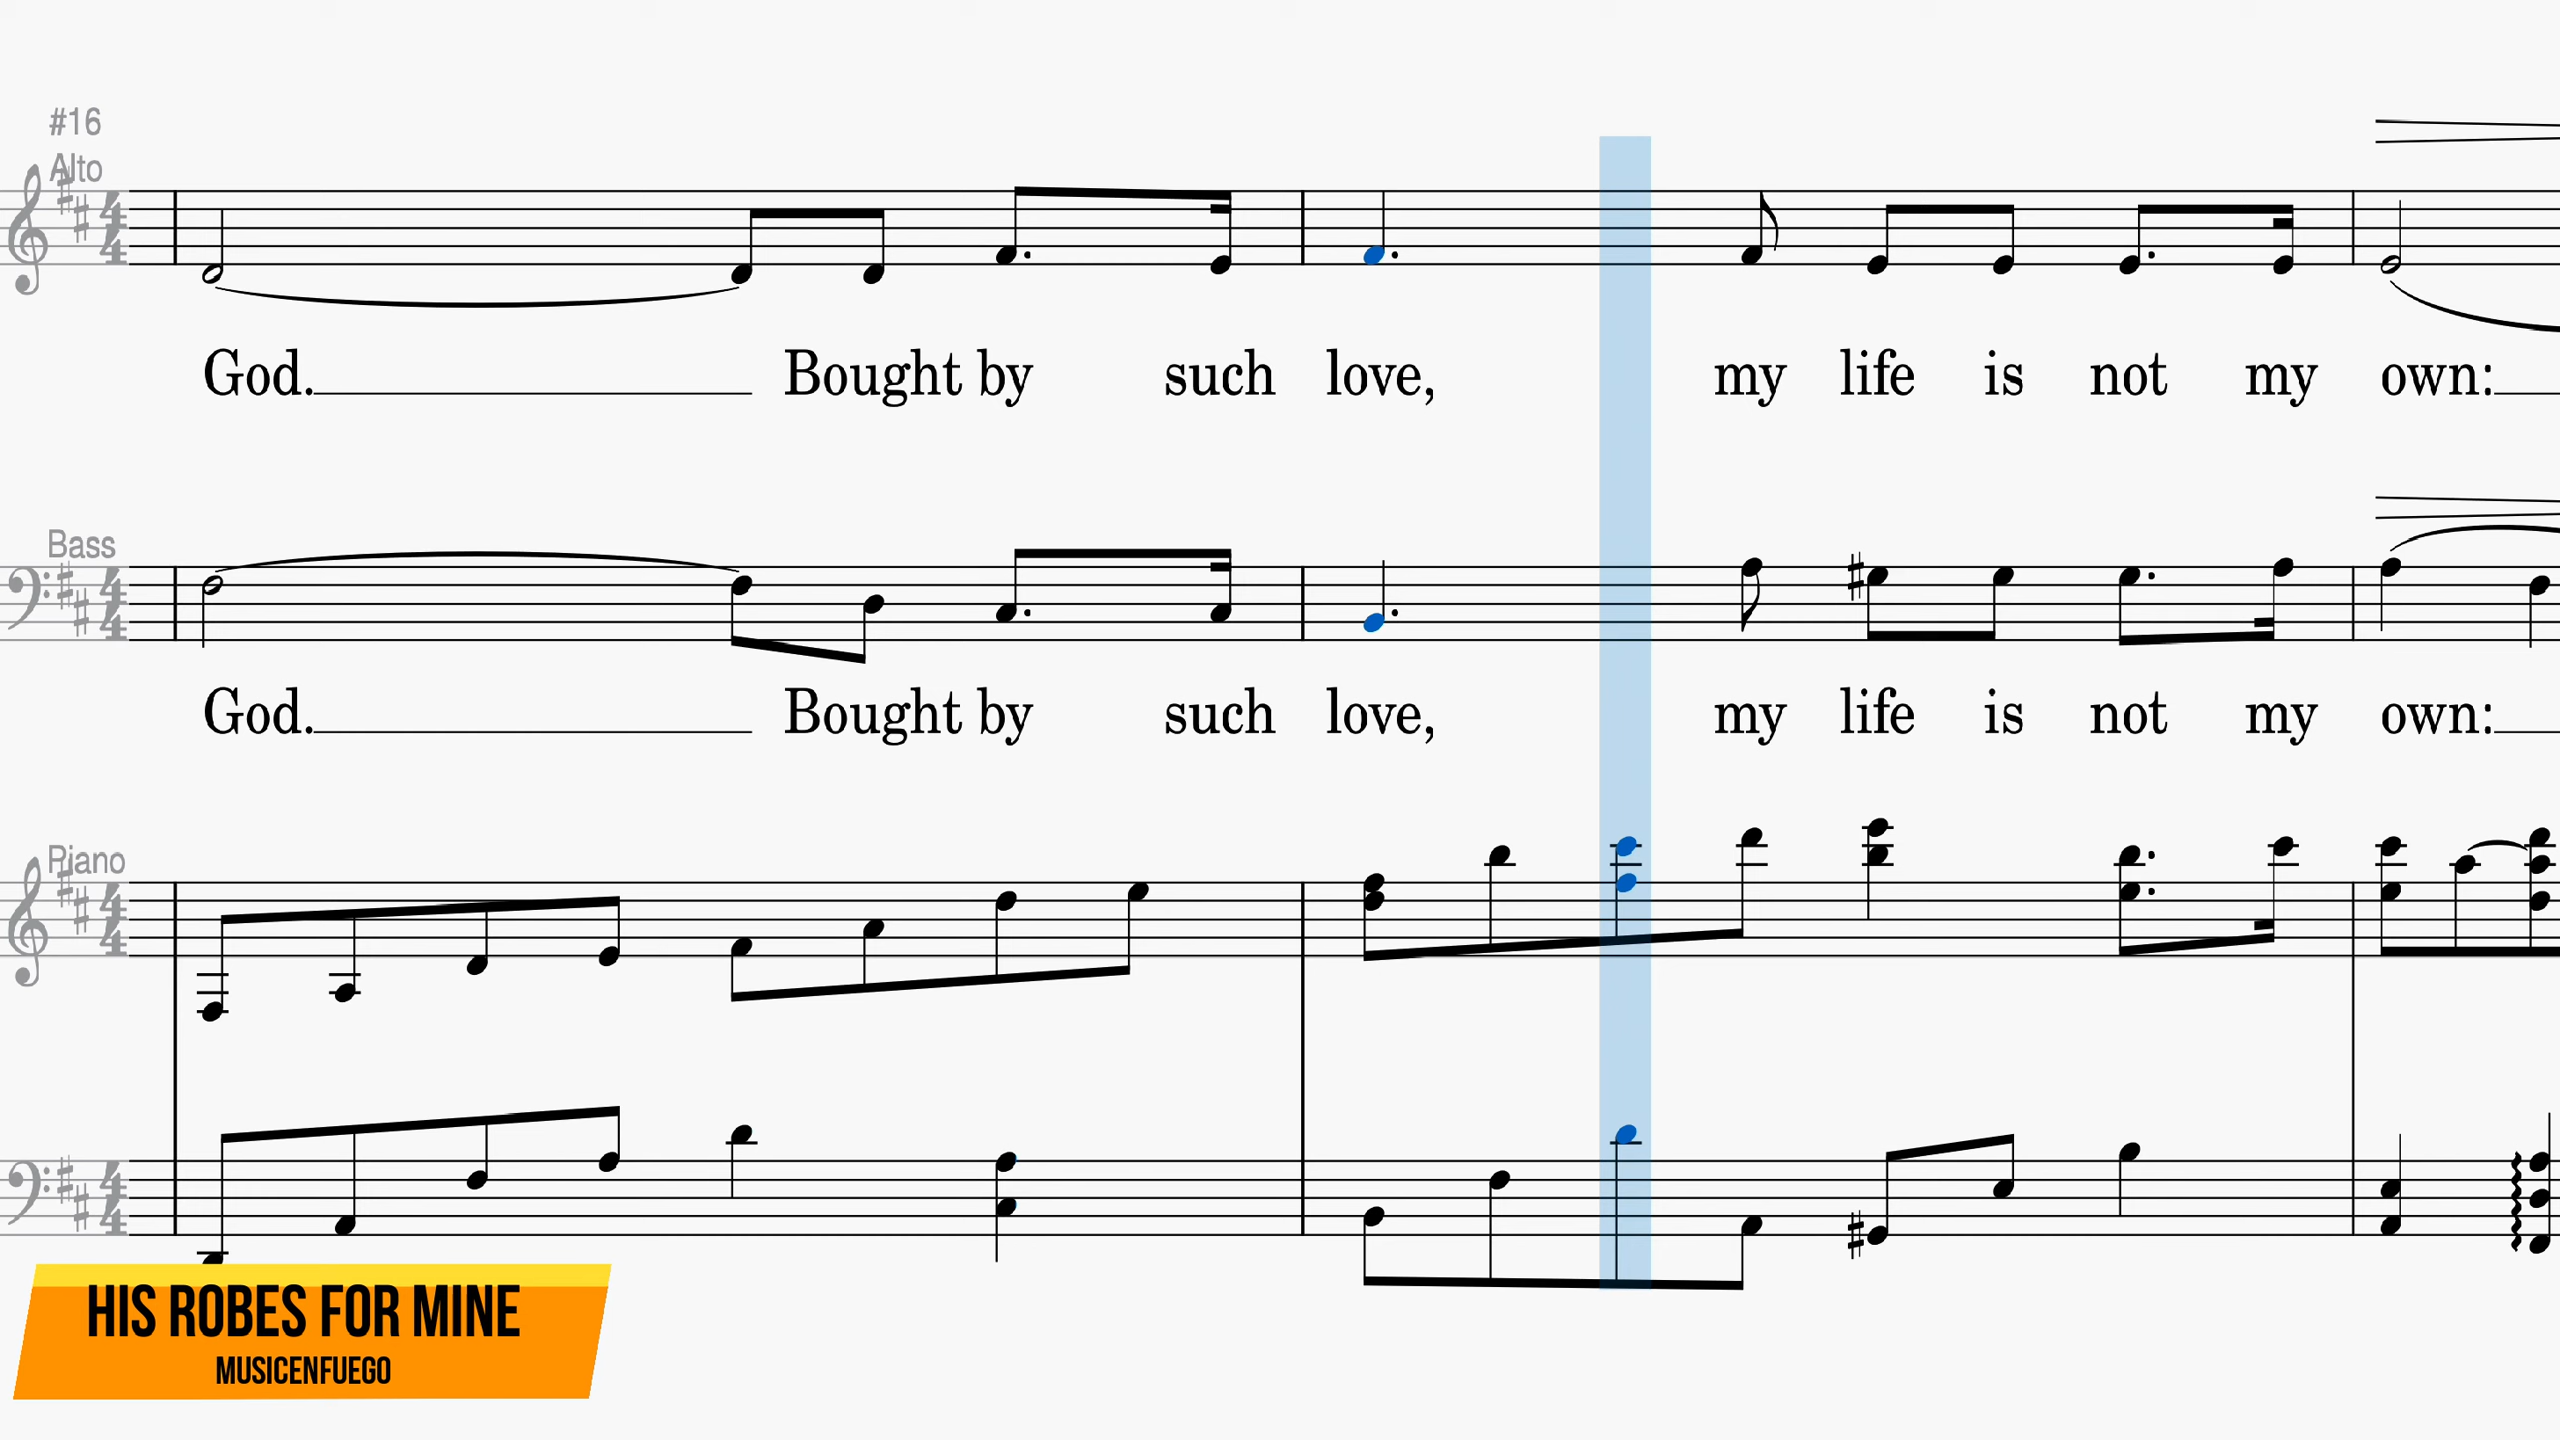 #16
Alto
God. Bought by such love, my life is not my own:
Bass
God. Bought by such love, my life is not my own:
Piano
HIS ROBES FOR MINE
MUSICENFUEGO